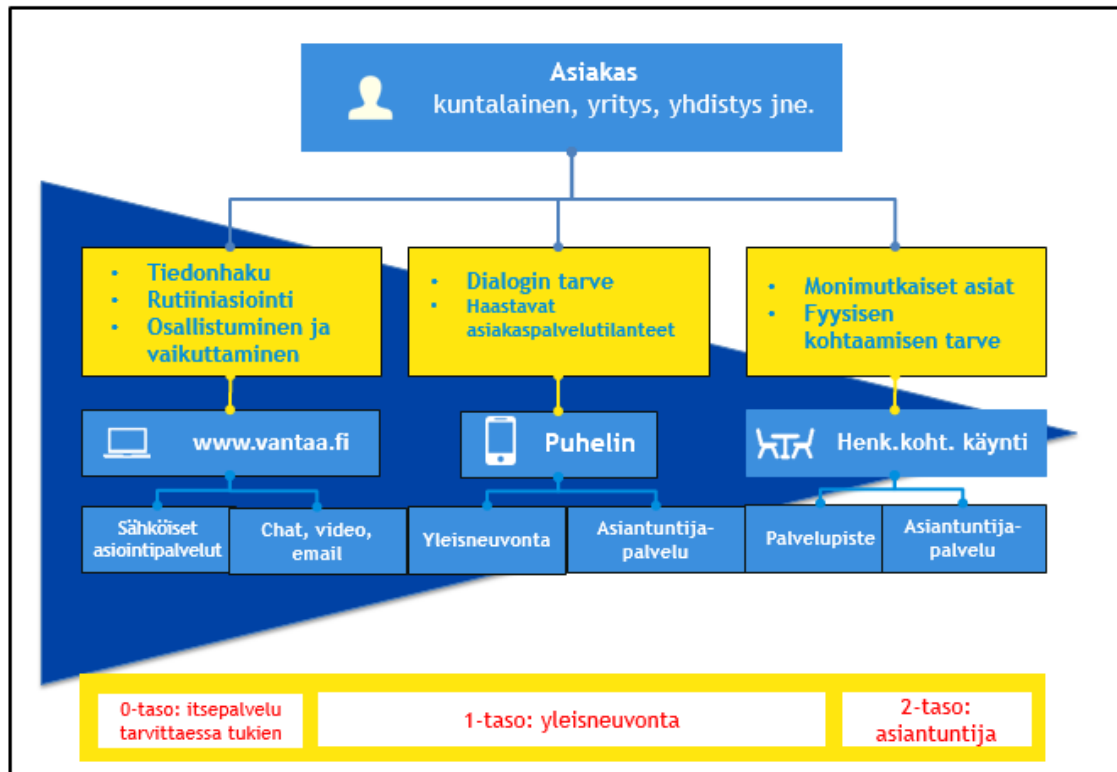 Asiakas
kuntalainen, yritys, yhdistys jne.
• Tiedonhaku
• Rutiiniasiointi
• Osallistuminen ja
vaikuttaminen
• Dialogin tarve
• Haastavat
asiakaspalvelutilanteet
• Monimutkaiset asiat
• Fyysisen
kohtaamisen tarve
www.vantaa.fi
Puhelin
Henk.koht. käynti
Sähköiset
asiointipalvelut
Chat, video,
email
Yleisneuvonta
Asiantuntija-
palvelu
Palvelupiste
Asiantuntija-
palvelu
0-taso: itsepalvelu
tarvittaessa tukien
1-taso: yleisneuvonta
2-taso:
asiantuntija